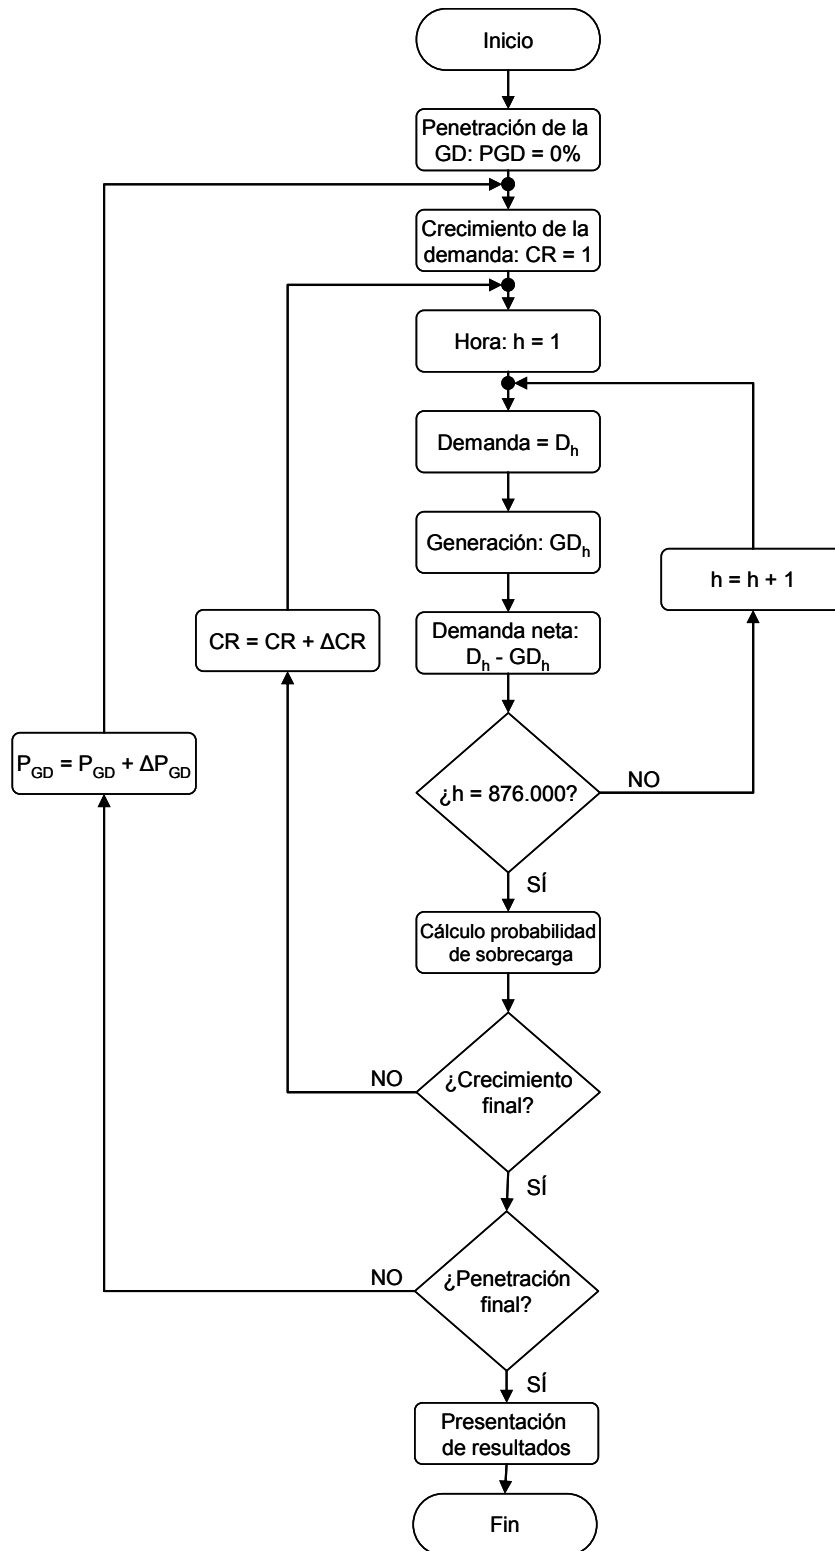 Inicio
Penetración de la
GD: PGD = 0%
Crecimiento de la
demanda: CR = 1
Hora: h = 1
Demanda = Dh
Generación: GDh
h = h + 1
Demanda neta:
Dh - GDh
CR = CR + ΔCR
PGD = PGD + ΔPGD
¿h = 876.000?
NO
SÍ
Cálculo probabilidad
de sobrecarga
¿Crecimiento
final?
NO
SÍ
¿Penetración
final?
NO
SÍ
Presentación
de resultados
Fin